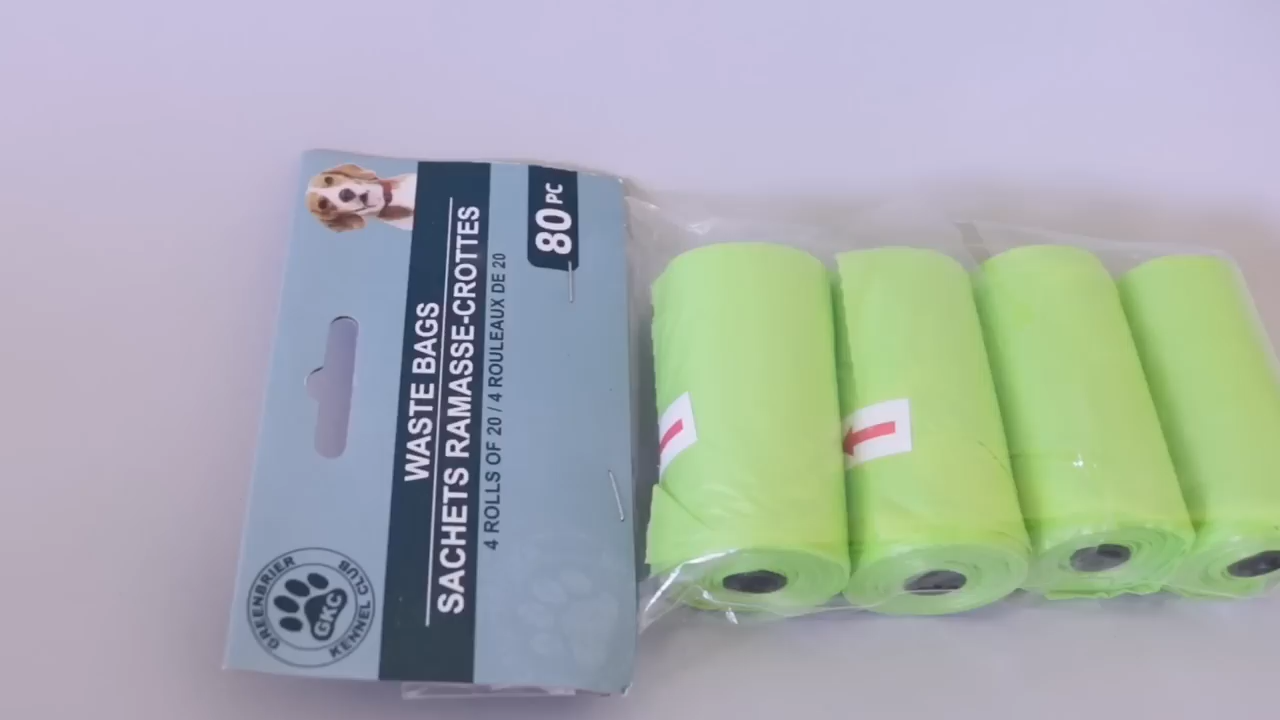 WASTE BAGS
SACHETS RAMASSE-CROTTES
4 ROLLS OF 20 / 4 ROULEAUX DE 20
80 PC
GREENBRIER
KENNEL CLUB
GKC